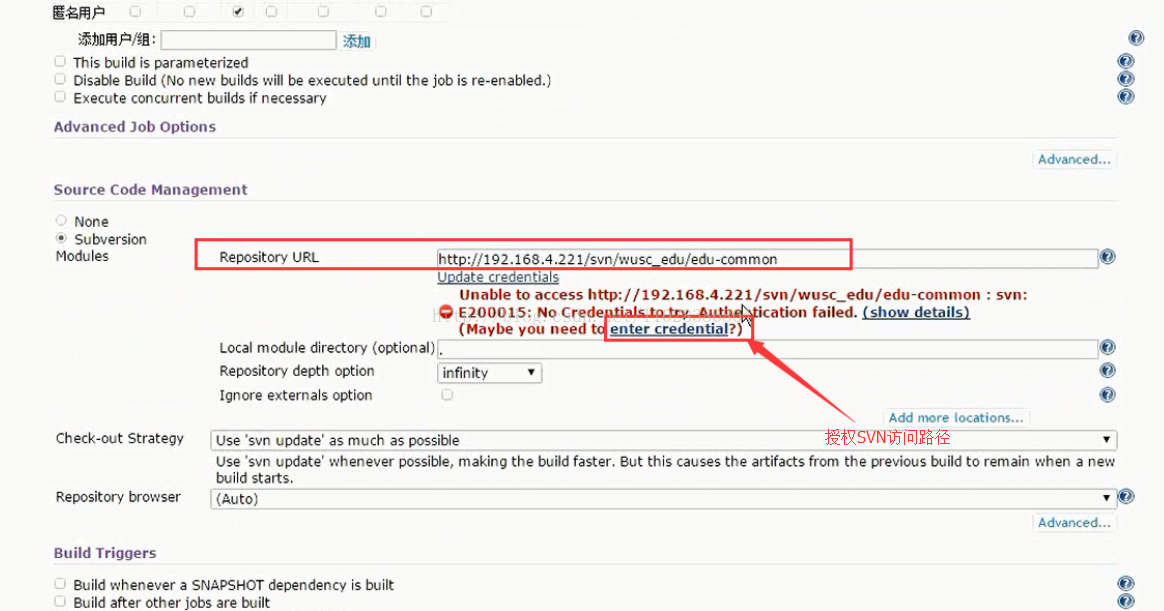 匿名用户
添加用户/组: 添加
This build is parameterized
Disable Build (No new builds will be executed until the job is re-enabled.)
Execute concurrent builds if necessary
Advanced Job Options
Advanced...
Source Code Management
None
Subversion
Modules Repository URL http://192.168.4.221/svn/wusc_edu/edu-common
Update credentials
Unable to access http://192.168.4.221/svn/wusc_edu/edu-common : svn:
E200015: No Credentials to try. Authentication failed. (show details)
(Maybe you need to enter credential?)
Local module directory (optional) .
Repository depth option infinity
Ignore externals option
Add more locations...
授权SVN访问路径
Check-out Strategy Use 'svn update' as much as possible
Use 'svn update' whenever possible, making the build faster. But this causes the artifacts from the previous build to remain when a new
build starts.
Repository browser (Auto)
Advanced...
Build Triggers
Build whenever a SNAPSHOT dependency is built
Build after other jobs are built